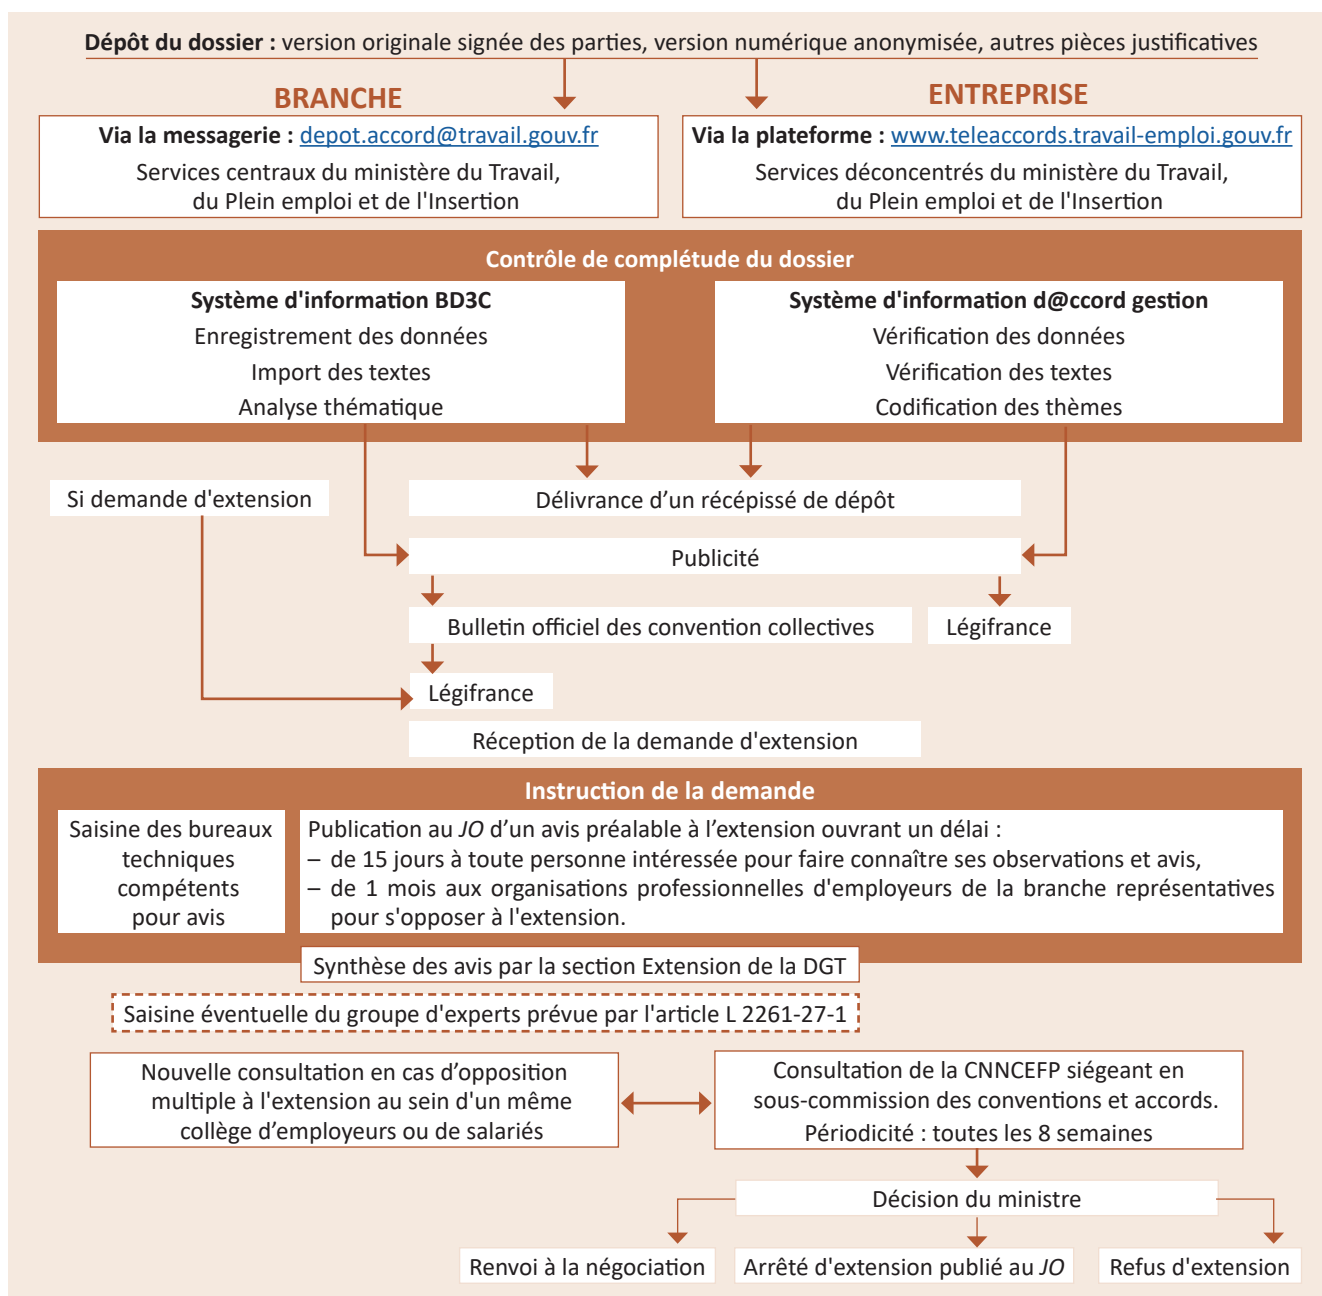 Dépôt du dossier : version originale signée des parties, version numérique anonymisée, autres pièces justificatives
BRANCHE
Via la messagerie : depot.accord@travail.gouv.fr
Services centraux du ministère du Travail,
du Plein emploi et de l'Insertion
ENTREPRISE
Via la plateforme : www.teleaccords.travail-emploi.gouv.fr
Services déconcentrés du ministère du Travail,
du Plein emploi et de l'Insertion
Contrôle de complétude du dossier
Système d'information BD3C
Enregistrement des données
Import des textes
Analyse thématique
Système d'information d@ccord gestion
Vérification des données
Vérification des textes
Codification des thèmes
Si demande d'extension
Délivrance d’un récépissé de dépôt
Publicité
Bulletin officiel des convention collectives
Légifrance
Légifrance
Réception de la demande d'extension
Instruction de la demande
Saisine des bureaux
techniques
compétents
pour avis
Publication au JO d’un avis préalable à l’extension ouvrant un délai :
– de 15 jours à toute personne intéressée pour faire connaître ses observations et avis,
– de 1 mois aux organisations professionnelles d'employeurs de la branche représentatives
pour s'opposer à l'extension.
Synthèse des avis par la section Extension de la DGT
Saisine éventuelle du groupe d'experts prévue par l'article L 2261-27-1
Nouvelle consultation en cas d’opposition
multiple à l'extension au sein d'un même
collège d’employeurs ou de salariés
Consultation de la CNNCEFP siégeant en
sous-commission des conventions et accords.
Périodicité : toutes les 8 semaines
Décision du ministre
Renvoi à la négociation
Arrêté d'extension publié au JO
Refus d'extension